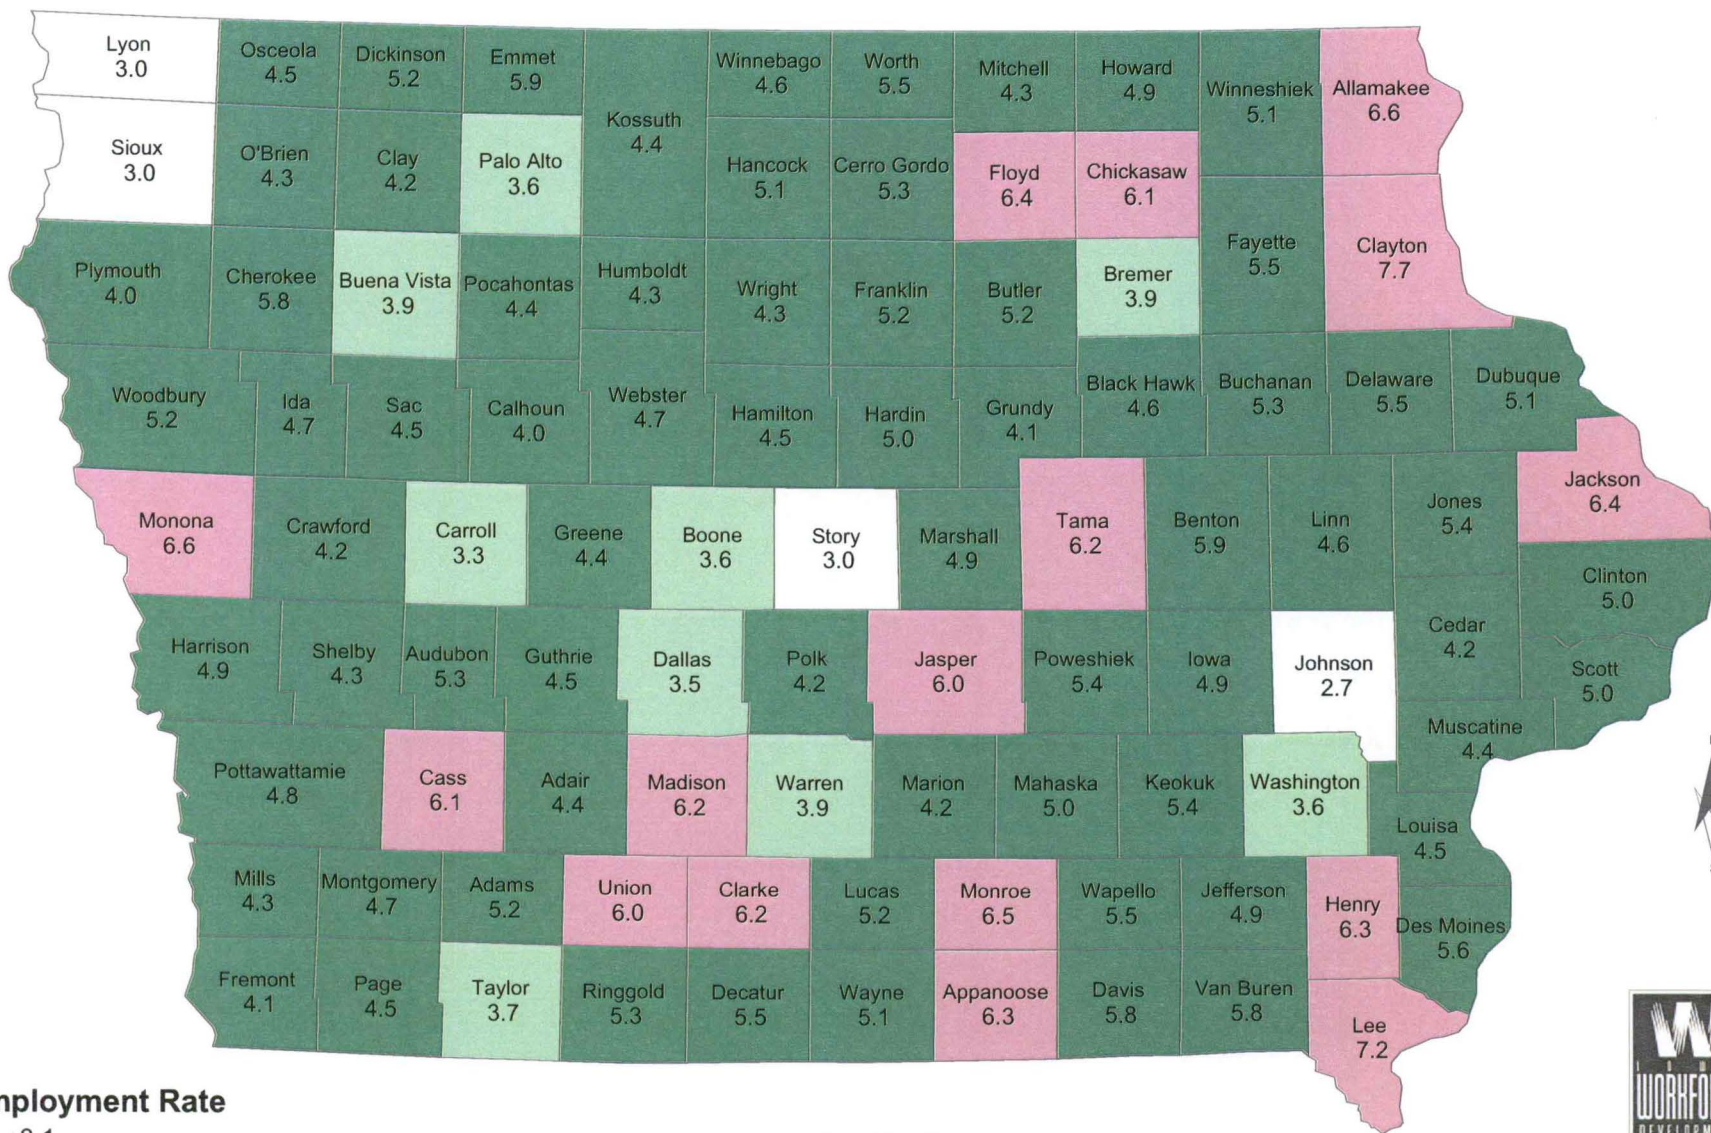 Lyon
3.0
Osceola
4.5
Dickinson
5.2
Emmet
5.9
Kossuth
4.4
Winnebago
4.6
Worth
5.5
Mitchell
4.3
Howard
4.9
Winneshiek
5.1
Allamakee
6.6
Sioux
3.0
O'Brien
4.3
Clay
4.2
Palo Alto
3.6
Hancock
5.1
Cerro Gordo
5.3
Floyd
6.4
Chickasaw
6.1
Fayette
5.5
Clayton
7.7
Plymouth
4.0
Cherokee
5.8
Buena Vista
3.9
Pocahontas
4.4
Humboldt
4.3
Wright
4.3
Franklin
5.2
Butler
5.2
Bremer
3.9
Woodbury
5.2
Ida
4.7
Sac
4.5
Calhoun
4.0
Webster
4.7
Hamilton
4.5
Hardin
5.0
Grundy
4.1
Black Hawk
4.6
Buchanan
5.3
Delaware
5.5
Dubuque
5.1
Monona
6.6
Crawford
4.2
Carroll
3.3
Greene
4.4
Boone
3.6
Story
3.0
Marshall
4.9
Tama
6.2
Benton
5.9
Linn
4.6
Jones
5.4
Jackson
6.4
Clinton
5.0
Harrison
4.9
Shelby
4.3
Audubon
5.3
Guthrie
4.5
Dallas
3.5
Polk
4.2
Jasper
6.0
Poweshiek
5.4
Iowa
4.9
Johnson
2.7
Cedar
4.2
Scott
5.0
Muscatine
4.4
Pottawattamie
4.8
Cass
6.1
Adair
4.4
Madison
6.2
Warren
3.9
Marion
4.2
Mahaska
5.0
Keokuk
5.4
Washington
3.6
Louisa
4.5
Mills
4.3
Montgomery
4.7
Adams
5.2
Union
6.0
Clarke
6.2
Lucas
5.2
Monroe
6.5
Wapello
5.5
Jefferson
4.9
Henry
6.3
Des Moines
5.6
Fremont
4.1
Page
4.5
Taylor
3.7
Ringgold
5.3
Decatur
5.5
Wayne
5.1
Appanoose
6.3
Davis
5.8
Van Buren
5.8
Lee
7.2
mployment Rate